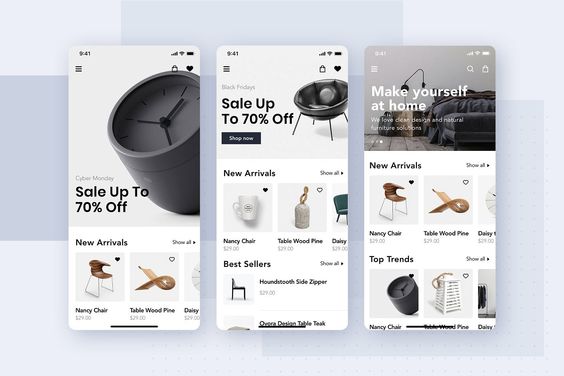 9:41
Cyber Monday
Sale Up To
70% Off
New Arrivals
Show all
Nancy Chair
$29.00
Table Wood Pine
$29.00
9:41
Black Fridays
Sale Up
To 70% Off
Shop now
New Arrivals
Show all
Nancy Chair
$29.00
Table Wood Pine
$29.00
Daisy
Best Sellers
Show all
Houndstooth Side Zipper
$29.00
Ovora Design Table Teak
9:41
Make yourself
at home
We love clean design and natural
furniture solutions
New Arrivals
Show all
Nancy Chair
$29.00
Table Wood Pine
$29.00
Daisy
Top Trends
Show all
Nancy Chair
Table Wood Pine
Daisy